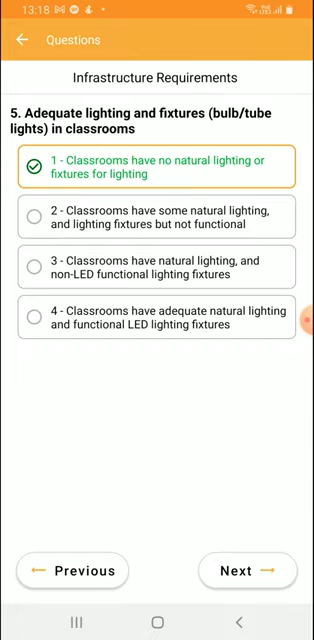 13:18
Questions
Infrastructure Requirements
5. Adequate lighting and fixtures (bulb/tube
lights) in classrooms
1 - Classrooms have no natural lighting or
fixtures for lighting
2 - Classrooms have some natural lighting,
and lighting fixtures but not functional
3 - Classrooms have natural lighting, and
non-LED functional lighting fixtures
4 - Classrooms have adequate natural lighting
and functional LED lighting fixtures
Previous
Next